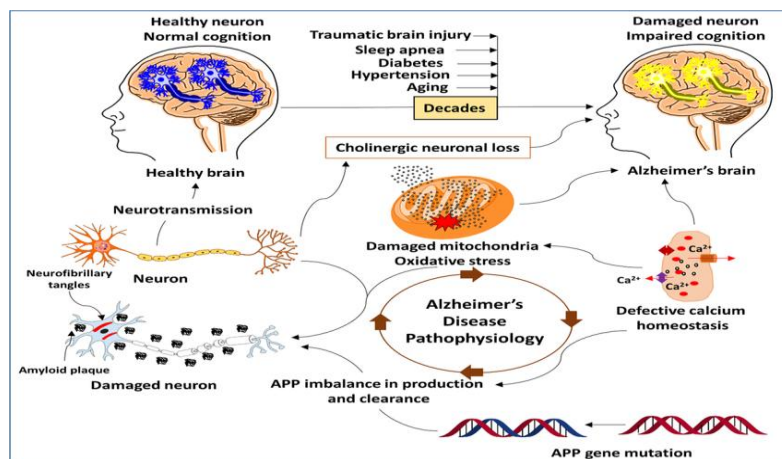 Healthy neuron
Normal cognition
Traumatic brain injury
Sleep apnea
Diabetes
Hypertension
Aging
Decades
Damaged neuron
Impaired cognition
Cholinergic neuronal loss
Healthy brain
Alzheimer's brain
Neurotransmission
Neuron
Neurofibrillary
tangles
Damaged mitochondria
Oxidative stress
Ca²⁺
Ca²⁺
Ca²⁺
Defective calcium
homeostasis
Alzheimer's
Disease
Pathophysiology
Amyloid plaque
Damaged neuron
APP imbalance in production
and clearance
APP gene mutation